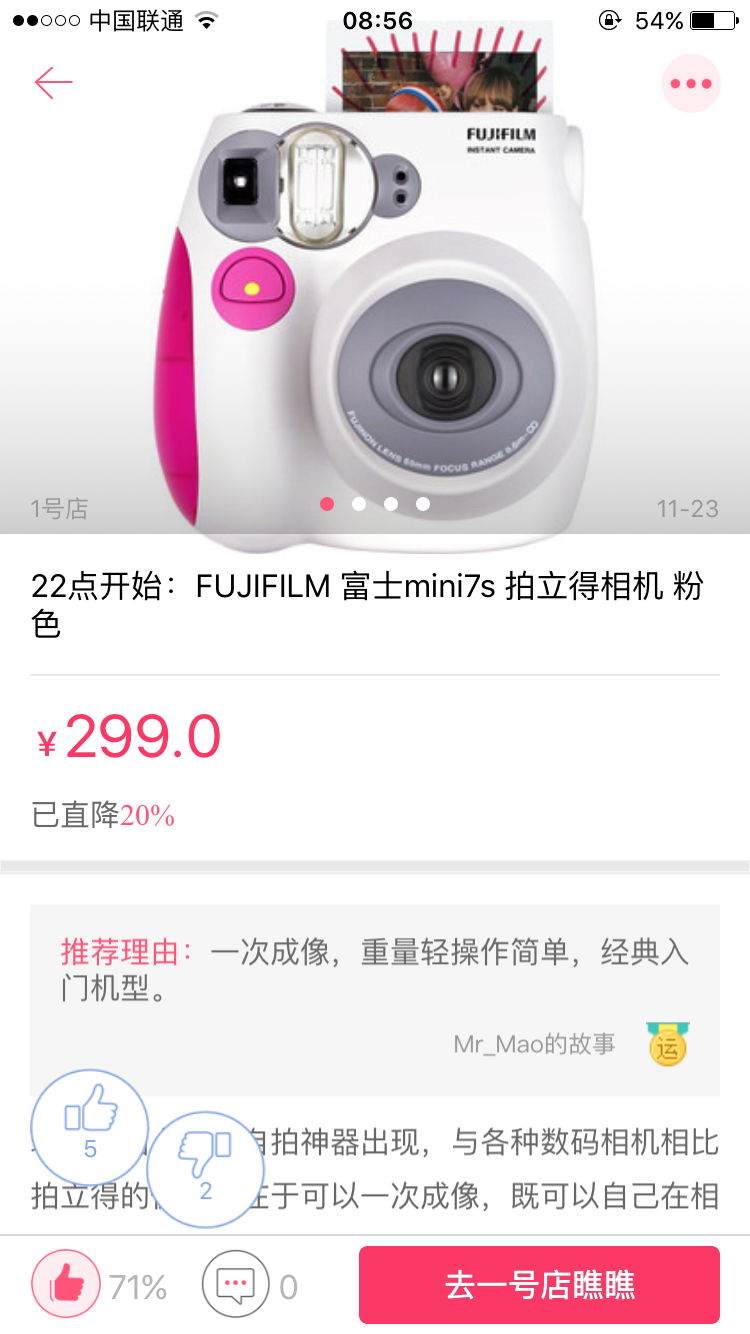 中国联通 08:56 54%
FUJIFILM
INSTANT CAMERA
FUJINON LENS 60mm FOCUS RANGE 0.6m-∞
1号店 11-23
22点开始：FUJIFILM 富士mini7s 拍立得相机 粉
色
¥299.0
已直降20%
推荐理由：一次成像，重量轻操作简单，经典入
门机型。
Mr_Mao的故事 运
5
自拍神器出现，与各种数码相机相比
2
拍立得的 在于可以一次成像，既可以自己在相
71% 0 去一号店瞧瞧